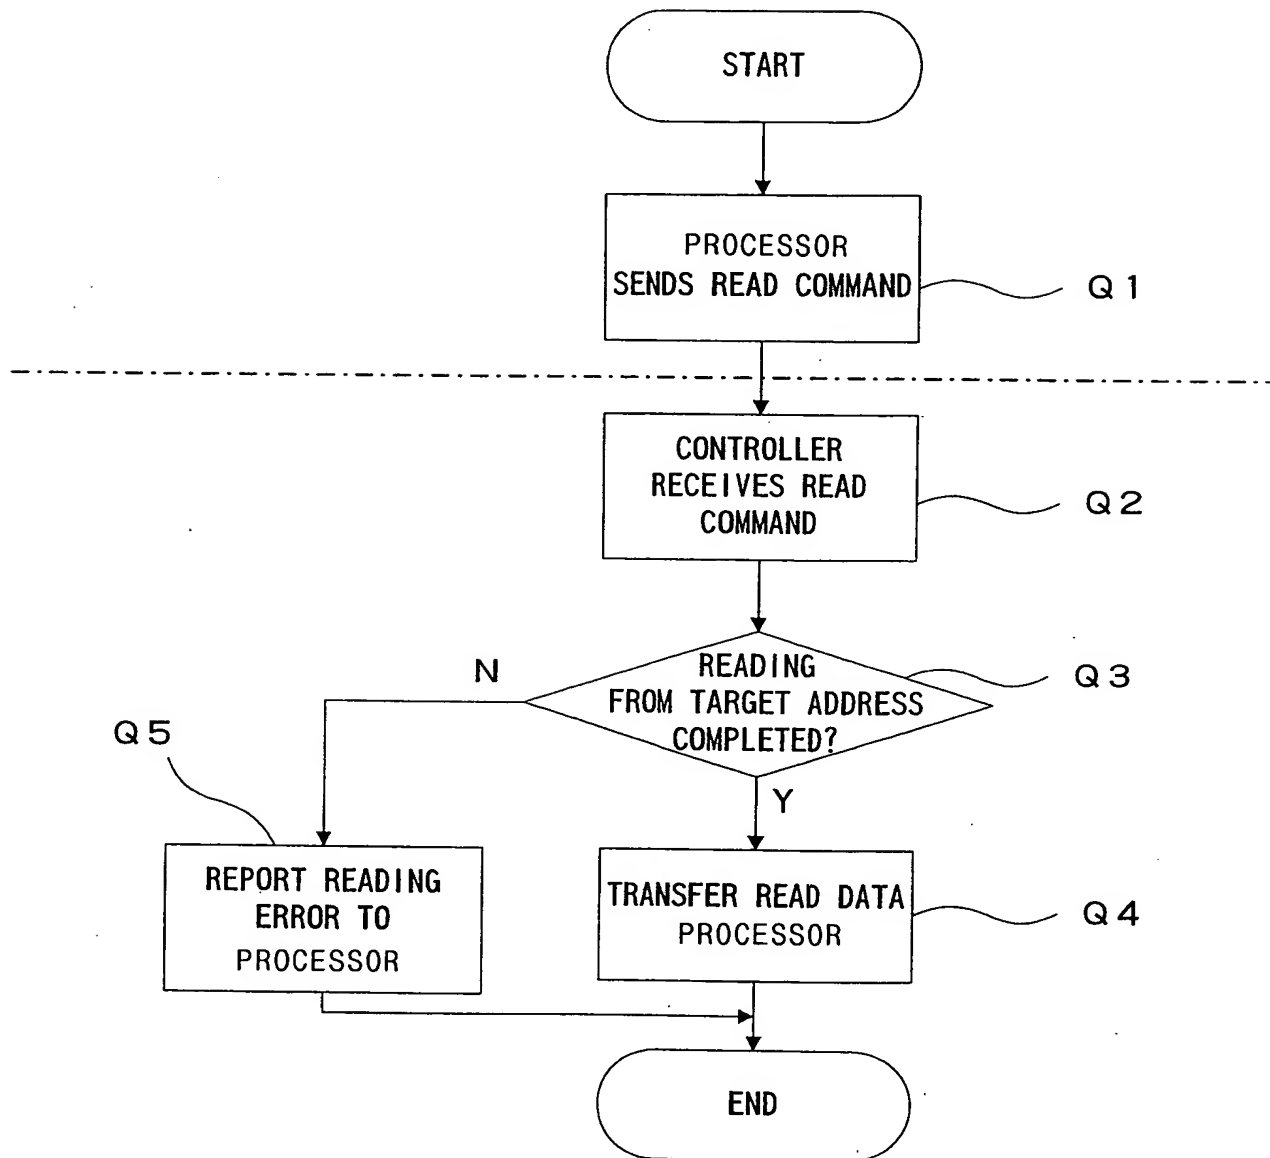 START
PROCESSOR
SENDS READ COMMAND
Q1
CONTROLLER
RECEIVES READ
COMMAND
Q2
READING
FROM TARGET ADDRESS
COMPLETED?
Q3
N
Y
Q5
REPORT READING
ERROR TO
PROCESSOR
TRANSFER READ DATA
PROCESSOR
Q4
END